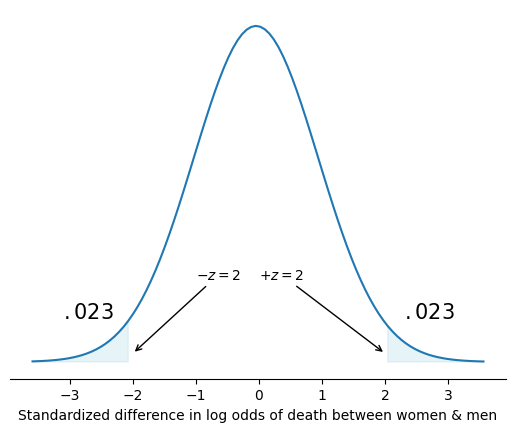 −z = 2 +z = 2
.023 .023
−3 −2 −1 0 1 2 3
Standardized difference in log odds of death between women & men